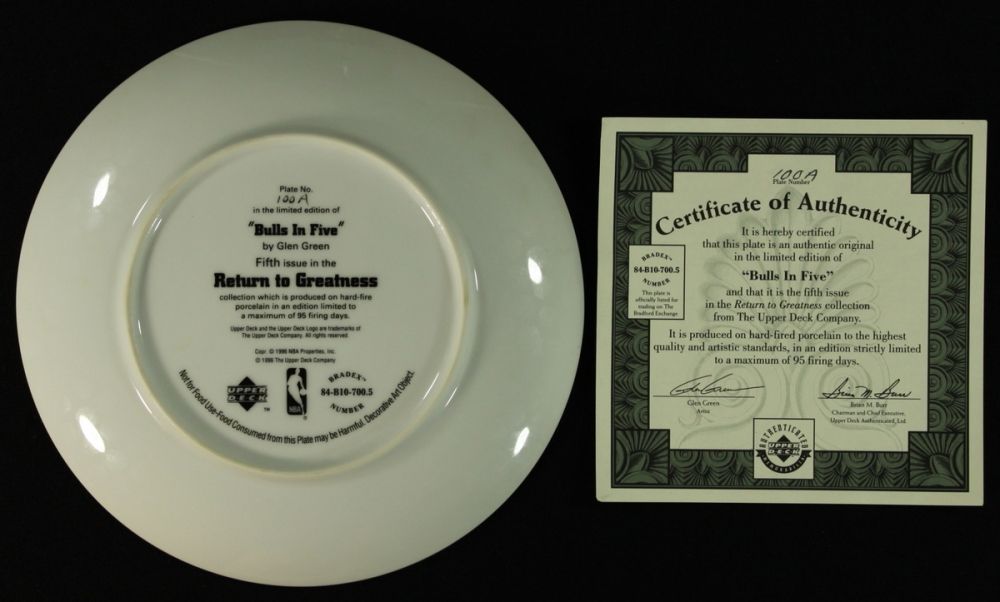 Plate No.
100A
in the limited edition of
"Bulls In Five"
by Glen Green
Fifth issue in the
Return to Greatness
collection which is produced on hard-fire
porcelain in an edition limited to
a maximum of 95 firing days.
Upper Deck and the Upper Deck Logo are trademarks of
The Upper Deck Company. All rights reserved.
Copr. © 1996 NBA Properties, Inc.
© 1996 The Upper Deck Company
UPPER
DECK
TM
NBA
BRADEX™
84-B10-700.5
NUMBER
Not for Food Use-Food Consumed from this Plate may be Harmful. Decorative Art Object.
100A
Plate Number
Certificate of Authenticity
It is hereby certified
that this plate is an authentic original
in the limited edition of
"Bulls In Five"
and that it is the fifth issue
in the Return to Greatness collection
from The Upper Deck Company.
BRADEX™
84-B10-700.5
NUMBER
This plate is
officially listed for
trading on The
Bradford Exchange
It is produced on hard-fired porcelain to the highest
quality and artistic standards, in an edition strictly limited
to a maximum of 95 firing days.
Glen Green
Glen Green
Artist
Brian M. Burr
Brian M. Burr
Chairman and Chief Executive,
Upper Deck Authenticated, Ltd.
AUTHENTICATED
UPPER
DECK